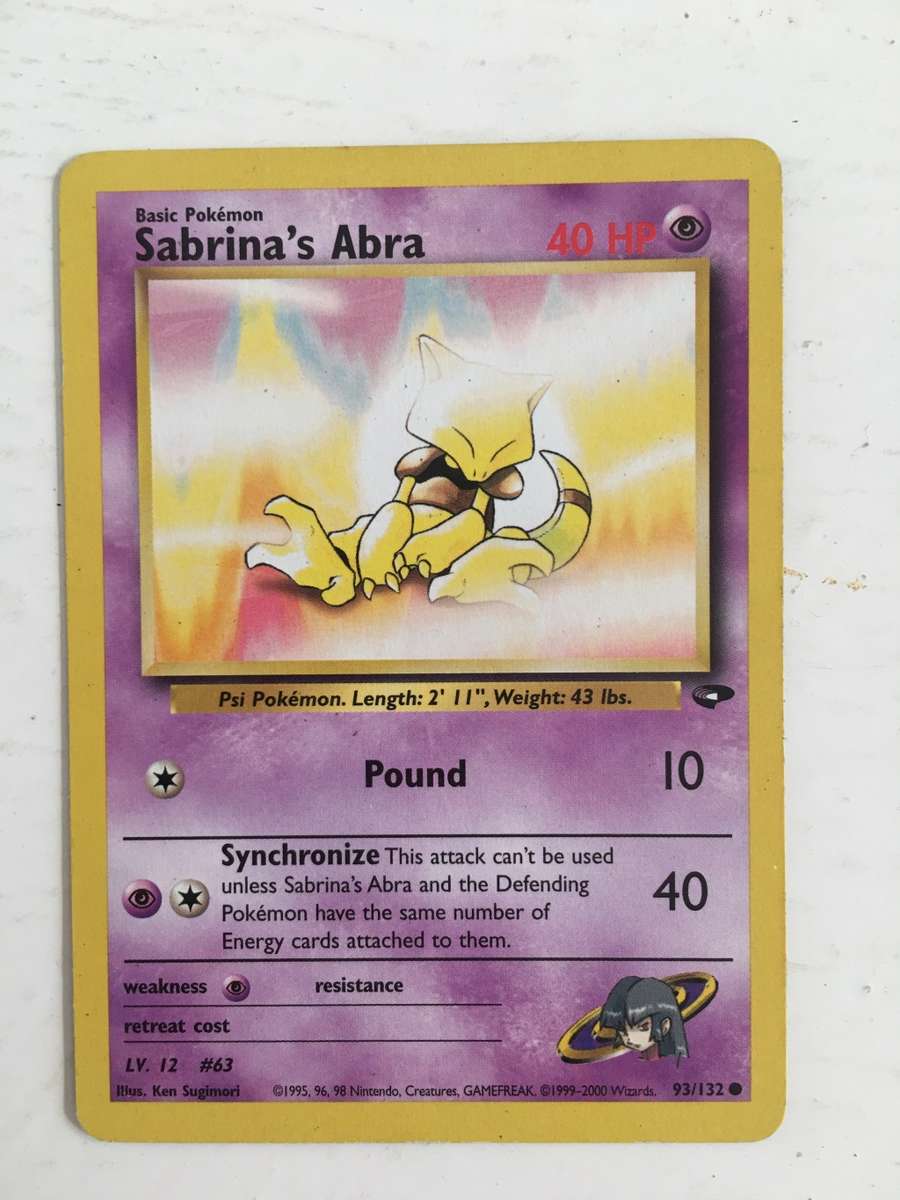 Basic Pokémon
Sabrina's Abra 40 HP
Psi Pokémon. Length: 2' 11", Weight: 43 lbs.
Pound 10
Synchronize This attack can't be used
unless Sabrina's Abra and the Defending
Pokémon have the same number of
Energy cards attached to them.
40
weakness resistance
retreat cost
LV. 12 #63
Illus. Ken Sugimori ©1995, 96, 98 Nintendo, Creatures, GAMEFREAK. ©1999-2000 Wizards. 93/132